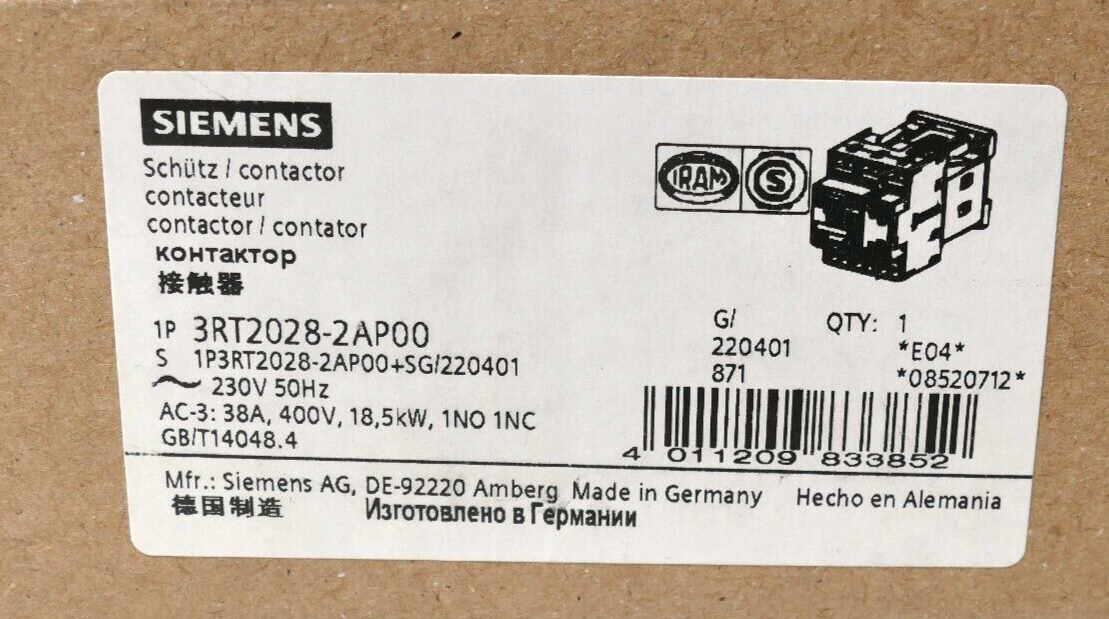 SIEMENS
Schütz / contactor
contacteur
contactor / contator
контактор
接触器
IRAM S
1P 3RT2028-2AP00
S 1P3RT2028-2AP00+SG/220401
~ 230V 50Hz
AC-3: 38A, 400V, 18,5kW, 1NO 1NC
GB/T14048.4
G/ QTY: 1
220401 *E04*
871 *08520712*
4 011209 833852
Mfr.: Siemens AG, DE-92220 Amberg Made in Germany Hecho en Alemania
德国制造 Изготовлено в Германии